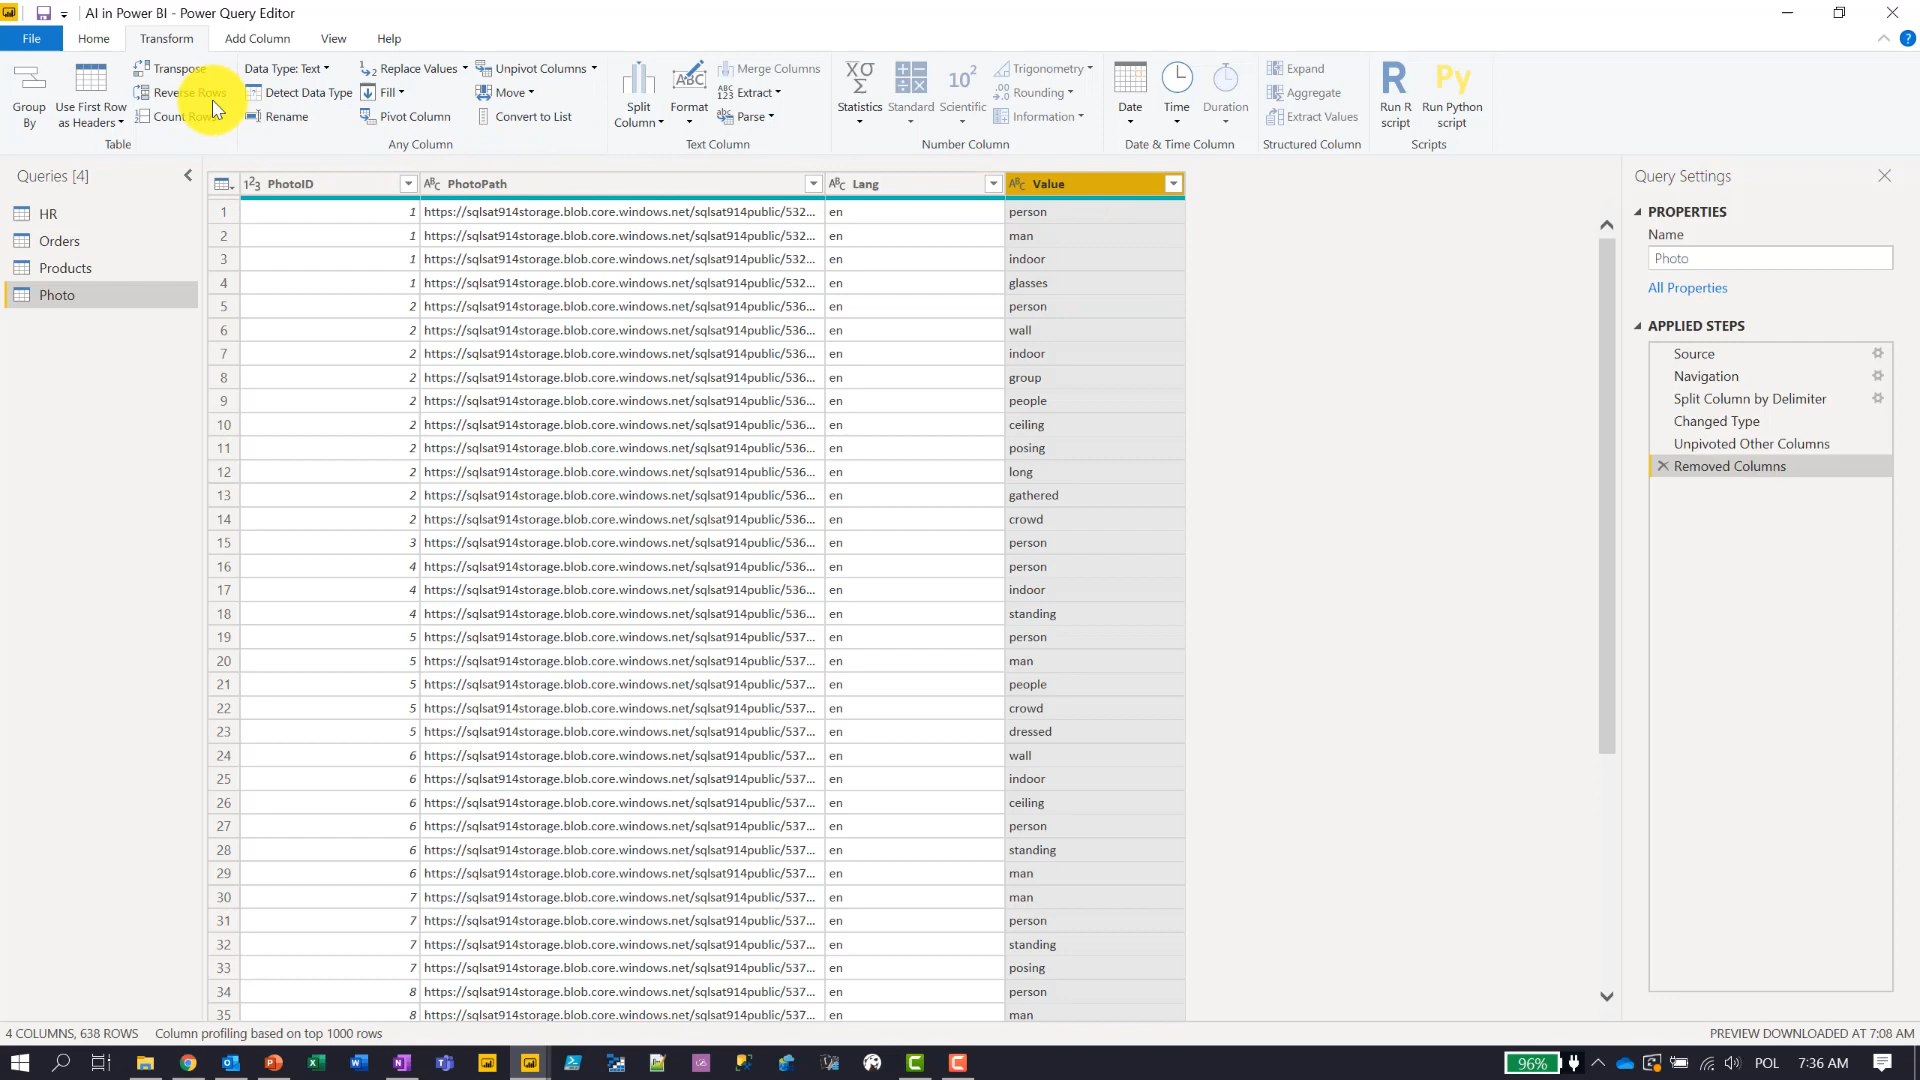 AI in Power BI - Power Query Editor
File Home Transform Add Column View Help
Group By
Use First Row as Headers
Transpose
Reverse Rows
Count Rows
Table
Data Type: Text
Detect Data Type
Rename
Replace Values
Fill
Pivot Column
Unpivot Columns
Move
Convert to List
Any Column
Split Column
Format
Merge Columns
Extract
Parse
Text Column
Statistics
Standard
Scientific
Trigonometry
Rounding
Information
Number Column
Date
Time
Duration
Date & Time Column
Expand
Aggregate
Extract Values
Structured Column
Run R script
Run Python script
Scripts
Queries [4]
HR
Orders
Products
Photo
PhotoID PhotoPath Lang Value
1 1 https://sqlsat914storage.blob.core.windows.net/sqlsat914public/532... en person
2 1 https://sqlsat914storage.blob.core.windows.net/sqlsat914public/532... en man
3 1 https://sqlsat914storage.blob.core.windows.net/sqlsat914public/532... en indoor
4 1 https://sqlsat914storage.blob.core.windows.net/sqlsat914public/532... en glasses
5 2 https://sqlsat914storage.blob.core.windows.net/sqlsat914public/536... en person
6 2 https://sqlsat914storage.blob.core.windows.net/sqlsat914public/536... en wall
7 2 https://sqlsat914storage.blob.core.windows.net/sqlsat914public/536... en indoor
8 2 https://sqlsat914storage.blob.core.windows.net/sqlsat914public/536... en group
9 2 https://sqlsat914storage.blob.core.windows.net/sqlsat914public/536... en people
10 2 https://sqlsat914storage.blob.core.windows.net/sqlsat914public/536... en ceiling
11 2 https://sqlsat914storage.blob.core.windows.net/sqlsat914public/536... en posing
12 2 https://sqlsat914storage.blob.core.windows.net/sqlsat914public/536... en long
13 2 https://sqlsat914storage.blob.core.windows.net/sqlsat914public/536... en gathered
14 2 https://sqlsat914storage.blob.core.windows.net/sqlsat914public/536... en crowd
15 3 https://sqlsat914storage.blob.core.windows.net/sqlsat914public/536... en person
16 4 https://sqlsat914storage.blob.core.windows.net/sqlsat914public/536... en person
17 4 https://sqlsat914storage.blob.core.windows.net/sqlsat914public/536... en indoor
18 4 https://sqlsat914storage.blob.core.windows.net/sqlsat914public/536... en standing
19 5 https://sqlsat914storage.blob.core.windows.net/sqlsat914public/537... en person
20 5 https://sqlsat914storage.blob.core.windows.net/sqlsat914public/537... en man
21 5 https://sqlsat914storage.blob.core.windows.net/sqlsat914public/537... en people
22 5 https://sqlsat914storage.blob.core.windows.net/sqlsat914public/537... en crowd
23 5 https://sqlsat914storage.blob.core.windows.net/sqlsat914public/537... en dressed
24 6 https://sqlsat914storage.blob.core.windows.net/sqlsat914public/537... en wall
25 6 https://sqlsat914storage.blob.core.windows.net/sqlsat914public/537... en indoor
26 6 https://sqlsat914storage.blob.core.windows.net/sqlsat914public/537... en ceiling
27 6 https://sqlsat914storage.blob.core.windows.net/sqlsat914public/537... en person
28 6 https://sqlsat914storage.blob.core.windows.net/sqlsat914public/537... en standing
29 6 https://sqlsat914storage.blob.core.windows.net/sqlsat914public/537... en man
30 7 https://sqlsat914storage.blob.core.windows.net/sqlsat914public/537... en man
31 7 https://sqlsat914storage.blob.core.windows.net/sqlsat914public/537... en person
32 7 https://sqlsat914storage.blob.core.windows.net/sqlsat914public/537... en standing
33 7 https://sqlsat914storage.blob.core.windows.net/sqlsat914public/537... en posing
34 8 https://sqlsat914storage.blob.core.windows.net/sqlsat914public/537... en person
35 8 https://sqlsat914storage.blob.core.windows.net/sqlsat914public/537... en man
Query Settings
PROPERTIES
Name
Photo
All Properties
APPLIED STEPS
Source
Navigation
Split Column by Delimiter
Changed Type
Unpivoted Other Columns
Removed Columns
4 COLUMNS, 638 ROWS Column profiling based on top 1000 rows
PREVIEW DOWNLOADED AT 7:08 AM
96% POL 7:36 AM